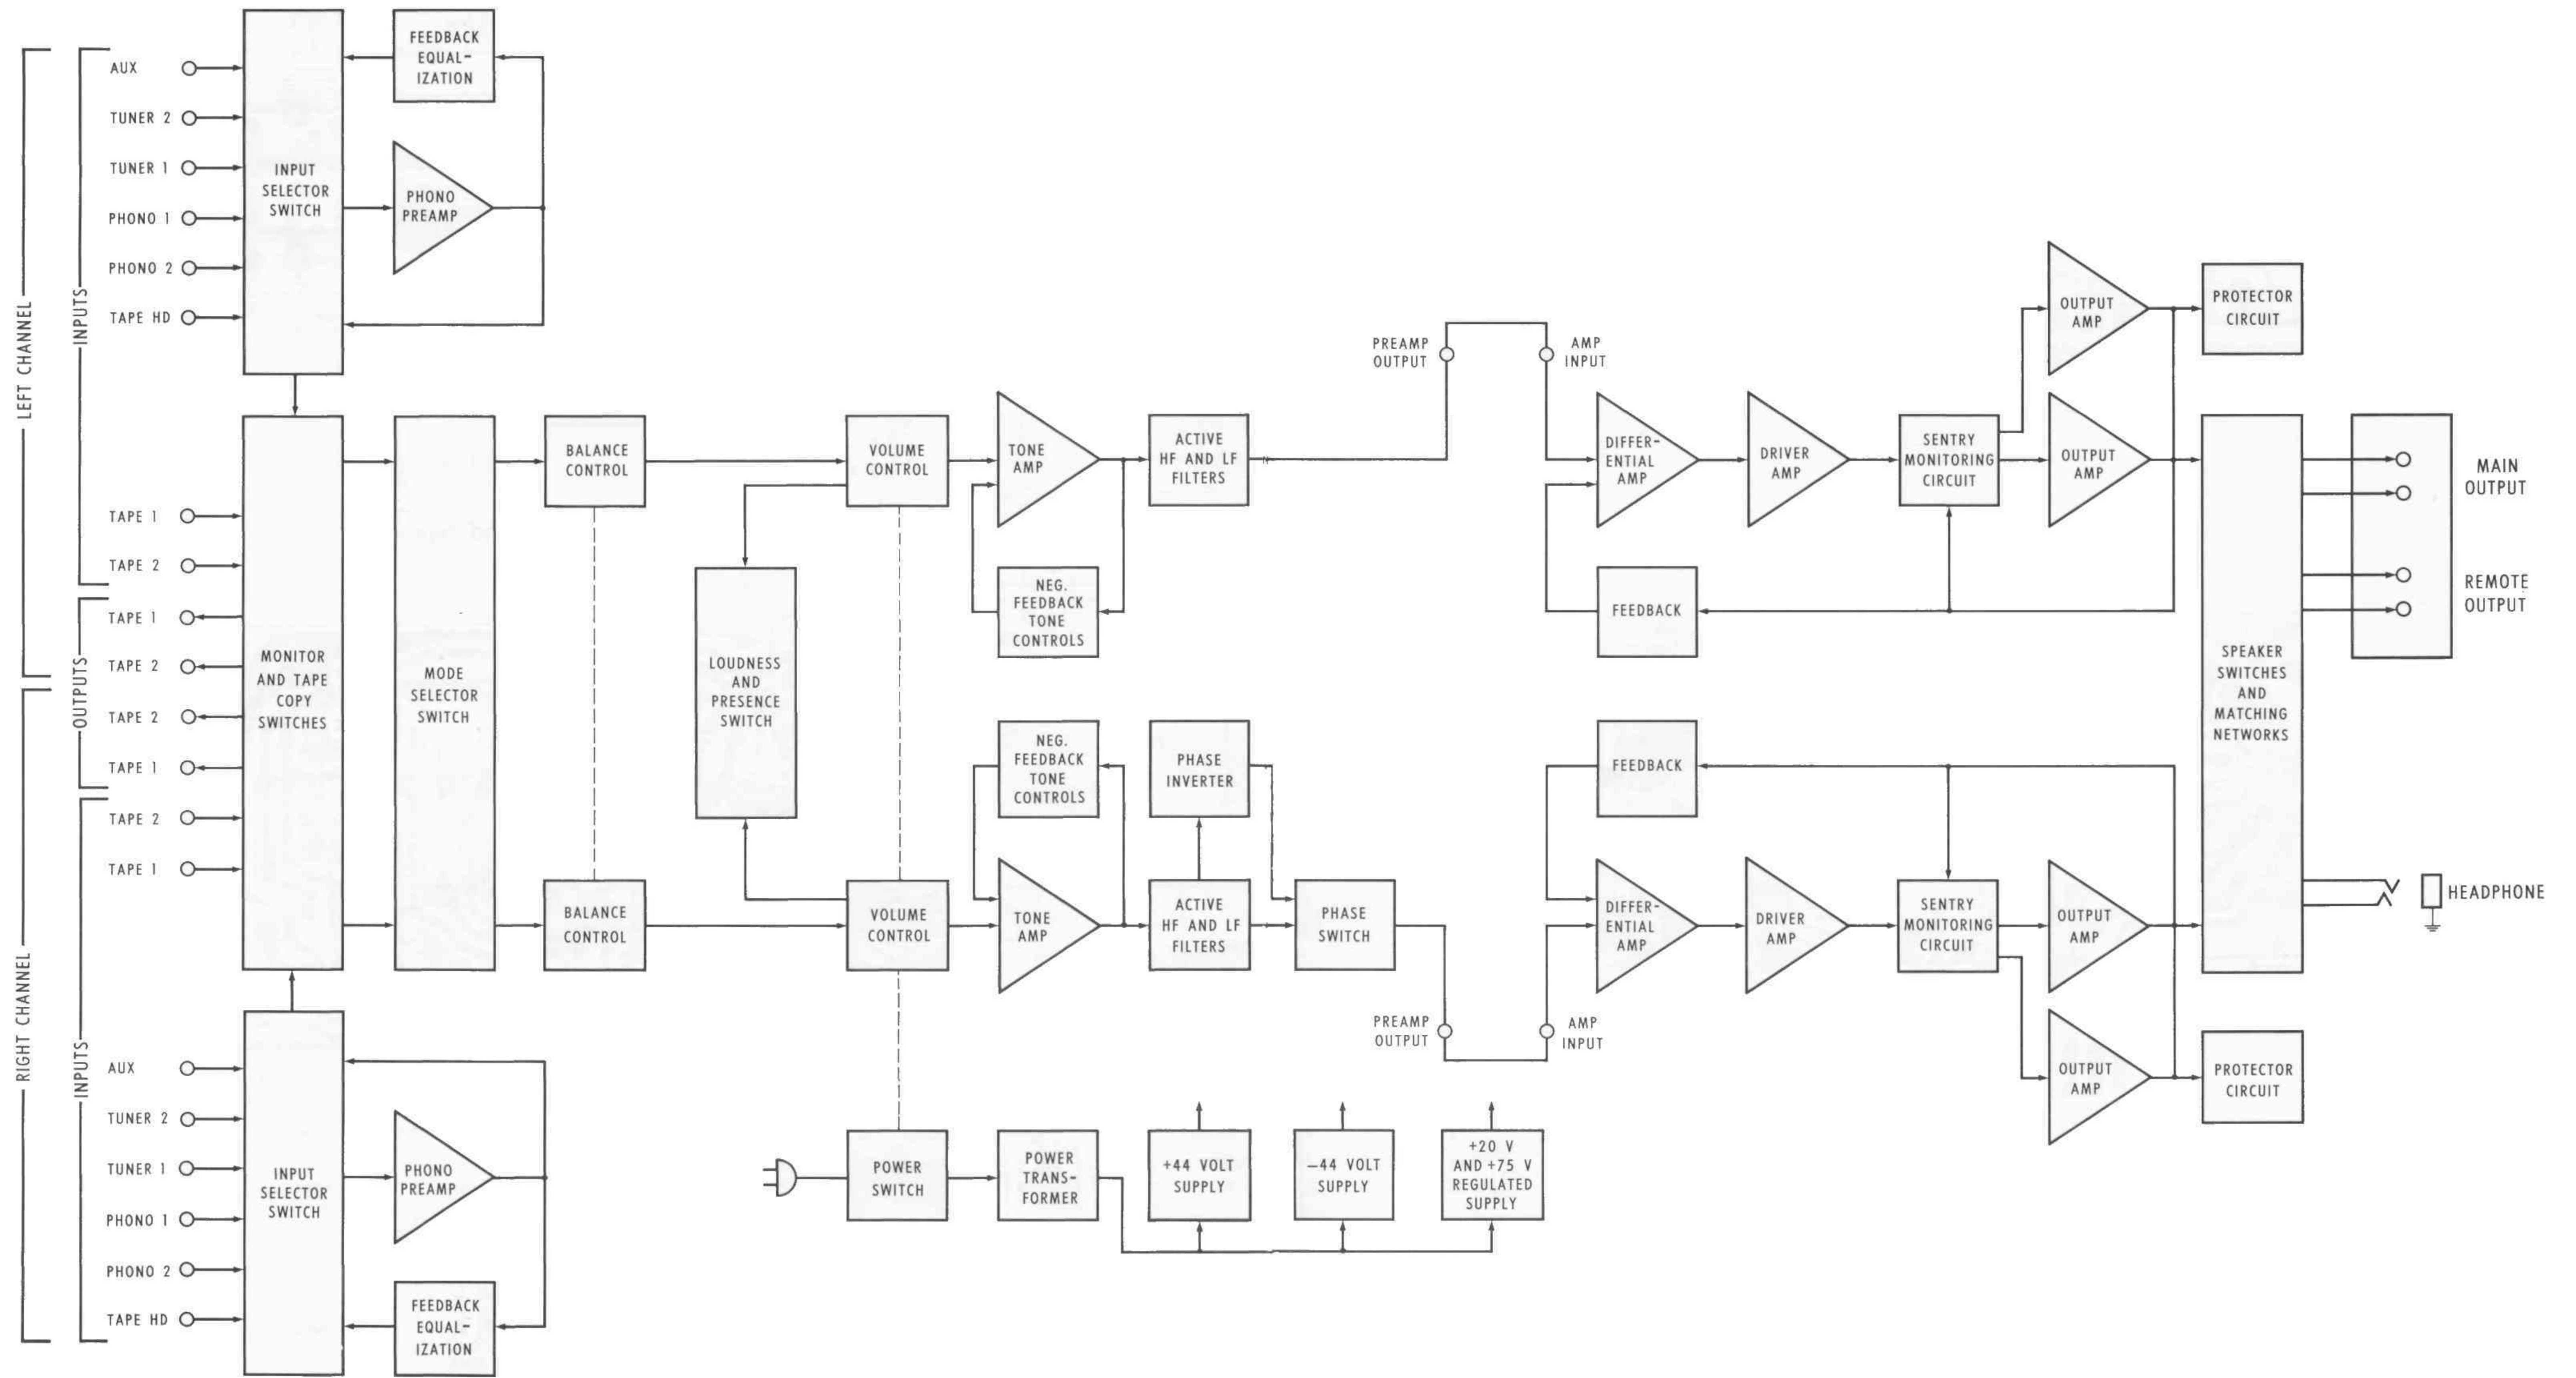 LEFT CHANNEL
INPUTS
AUX
TUNER 2
TUNER 1
PHONO 1
PHONO 2
TAPE HD
INPUT
SELECTOR
SWITCH
FEEDBACK
EQUAL-
IZATION
PHONO
PREAMP
TAPE 1
TAPE 2
OUTPUTS
TAPE 1
TAPE 2
TAPE 2
TAPE 1
RIGHT CHANNEL
INPUTS
TAPE 2
TAPE 1
MONITOR
AND TAPE
COPY
SWITCHES
MODE
SELECTOR
SWITCH
BALANCE
CONTROL
VOLUME
CONTROL
LOUDNESS
AND
PRESENCE
SWITCH
TONE
AMP
NEG.
FEEDBACK
TONE
CONTROLS
ACTIVE
HF AND LF
FILTERS
PREAMP
OUTPUT
AMP
INPUT
DIFFER-
ENTIAL
AMP
DRIVER
AMP
SENTRY
MONITORING
CIRCUIT
OUTPUT
AMP
OUTPUT
AMP
PROTECTOR
CIRCUIT
FEEDBACK
SPEAKER
SWITCHES
AND
MATCHING
NETWORKS
MAIN
OUTPUT
REMOTE
OUTPUT
HEADPHONE
BALANCE
CONTROL
VOLUME
CONTROL
NEG.
FEEDBACK
TONE
CONTROLS
TONE
AMP
PHASE
INVERTER
ACTIVE
HF AND LF
FILTERS
PHASE
SWITCH
PREAMP
OUTPUT
AMP
INPUT
FEEDBACK
DIFFER-
ENTIAL
AMP
DRIVER
AMP
SENTRY
MONITORING
CIRCUIT
OUTPUT
AMP
OUTPUT
AMP
PROTECTOR
CIRCUIT
AUX
TUNER 2
TUNER 1
PHONO 1
PHONO 2
TAPE HD
INPUT
SELECTOR
SWITCH
PHONO
PREAMP
FEEDBACK
EQUAL-
IZATION
POWER
SWITCH
POWER
TRANS-
FORMER
+44 VOLT
SUPPLY
−44 VOLT
SUPPLY
+20 V
AND +75 V
REGULATED
SUPPLY